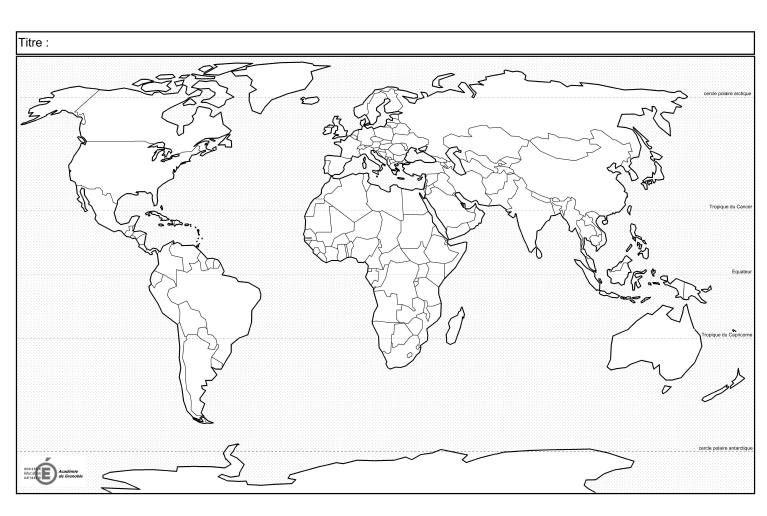 Titre :
cercle polaire arctique
Tropique du Cancer
Equateur
Tropique du Capricorne
cercle polaire antarctique
Académie
de Grenoble